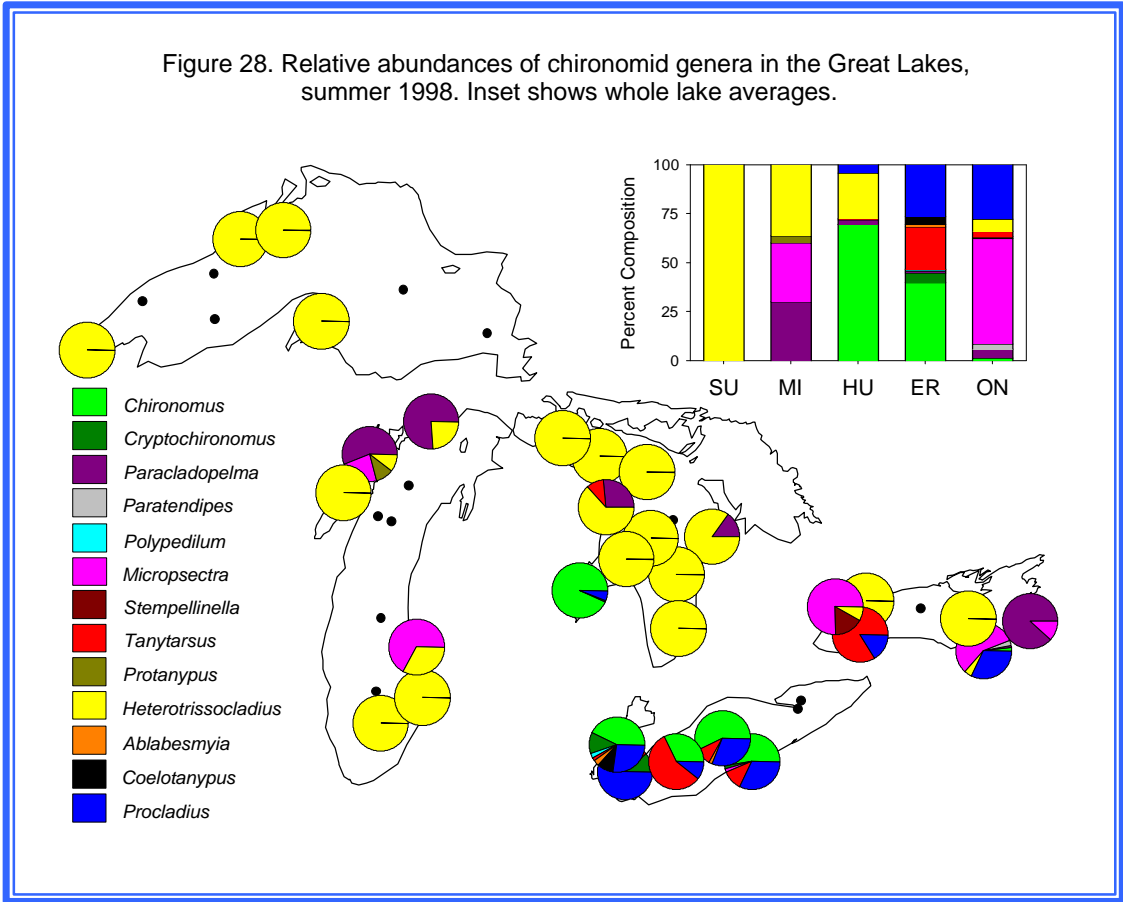 Figure 28. Relative abundances of chironomid genera in the Great Lakes,
summer 1998. Inset shows whole lake averages.
100
75
50
25
0
Percent Composition
SU MI HU ER ON
Chironomus
Cryptochironomus
Paracladopelma
Paratendipes
Polypedilum
Micropsectra
Stempellinella
Tanytarsus
Protanypus
Heterotrissocladius
Ablabesmyia
Coelotanypus
Procladius